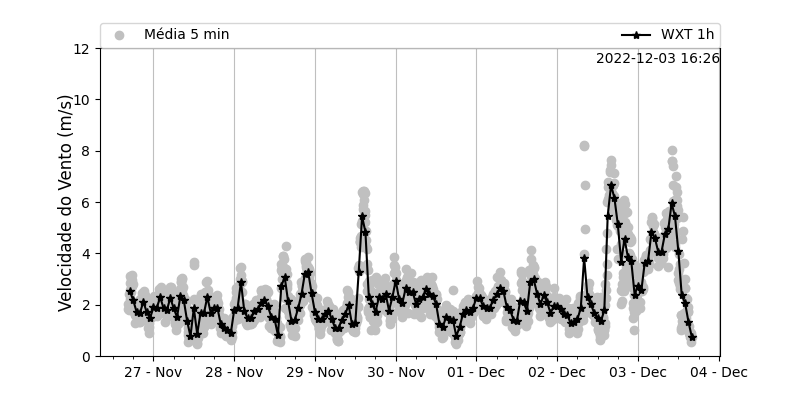 Média 5 min WXT 1h
2022-12-03 16:26
Velocidade do Vento (m/s)
12
10
8
6
4
2
0
27 - Nov 28 - Nov 29 - Nov 30 - Nov 01 - Dec 02 - Dec 03 - Dec 04 - Dec